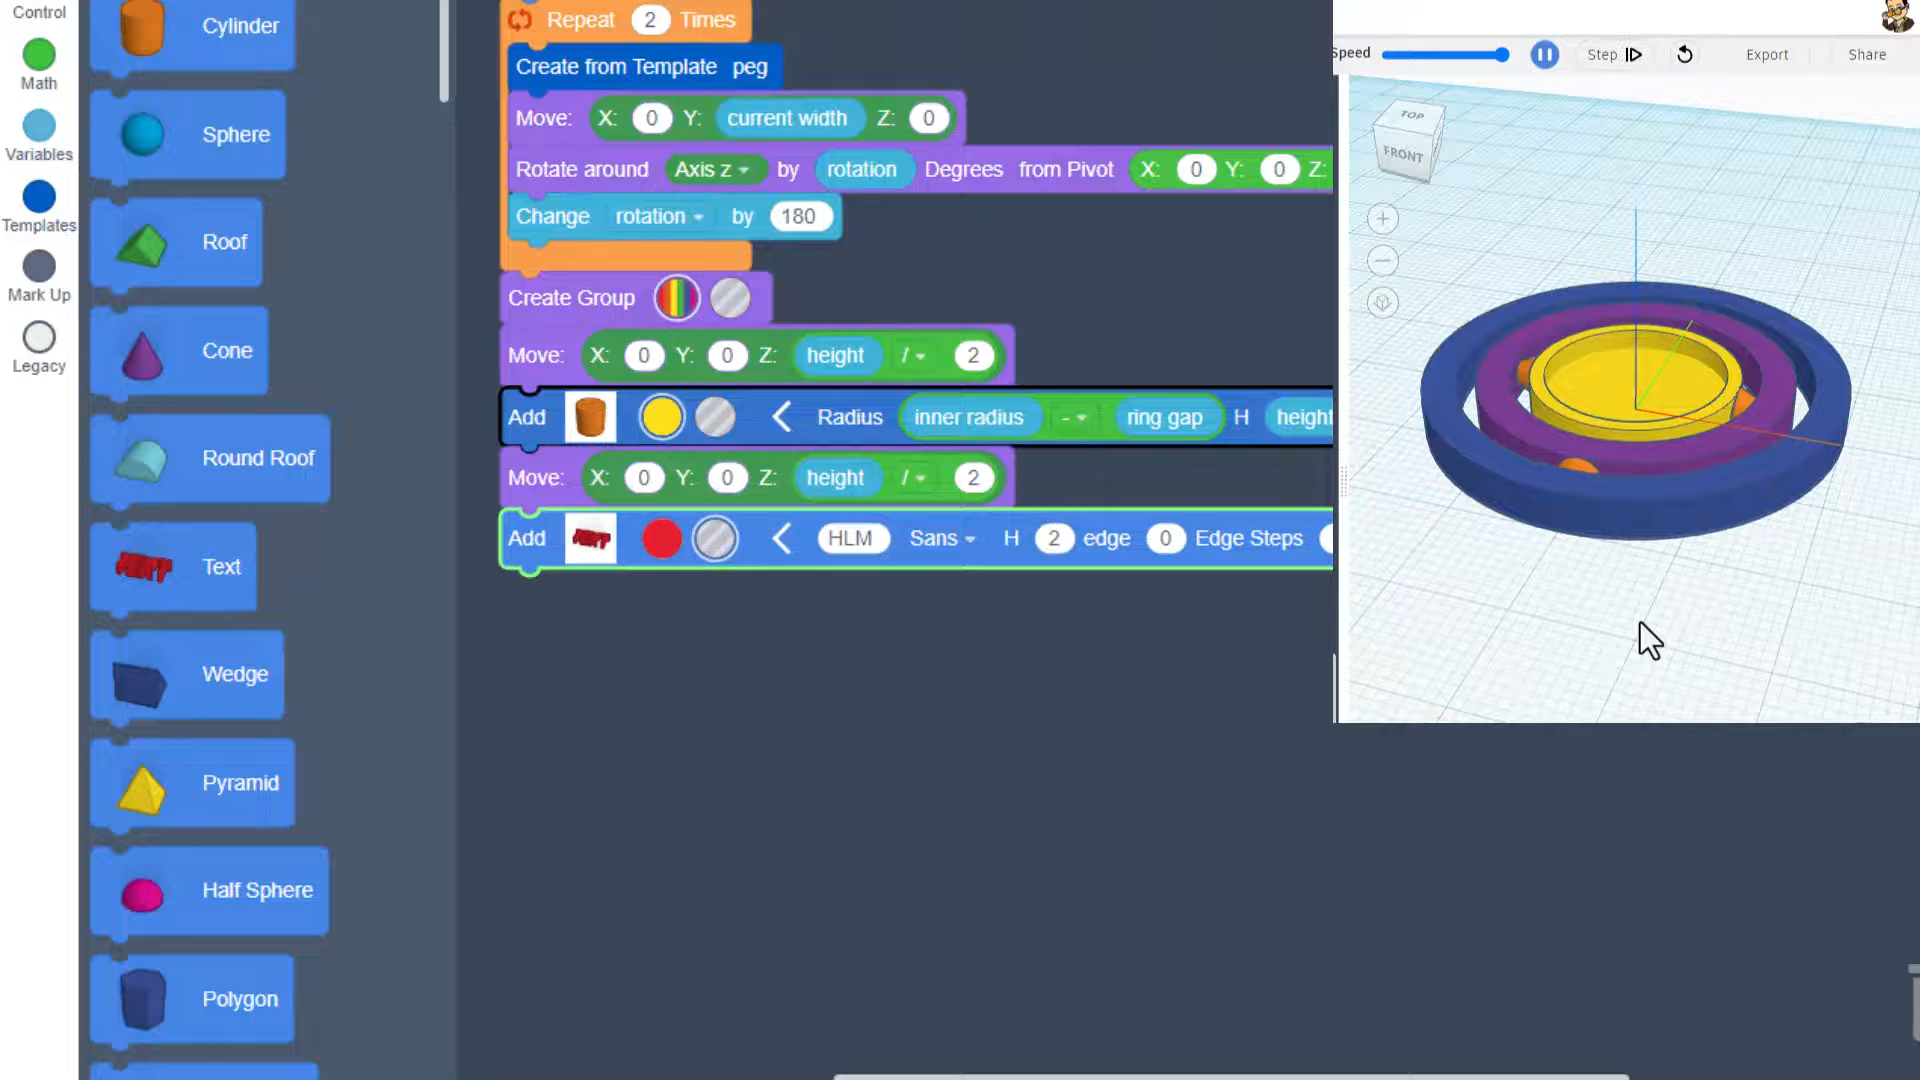 Control
Math
Variables
Templates
Mark Up
Legacy
Cylinder
Sphere
Roof
Cone
Round Roof
Text
Wedge
Pyramid
Half Sphere
Polygon
Repeat 2 Times
Create from Template peg
Move: X: 0 Y: current width Z: 0
Rotate around Axis z by rotation Degrees from Pivot X: 0 Y: 0 Z:
Change rotation by 180
Create Group
Move: X: 0 Y: 0 Z: height / 2
Add Radius inner radius - ring gap H height
Move: X: 0 Y: 0 Z: height / 2
Add HLM Sans H 2 edge 0 Edge Steps
Speed Step Export Share
TOP
FRONT